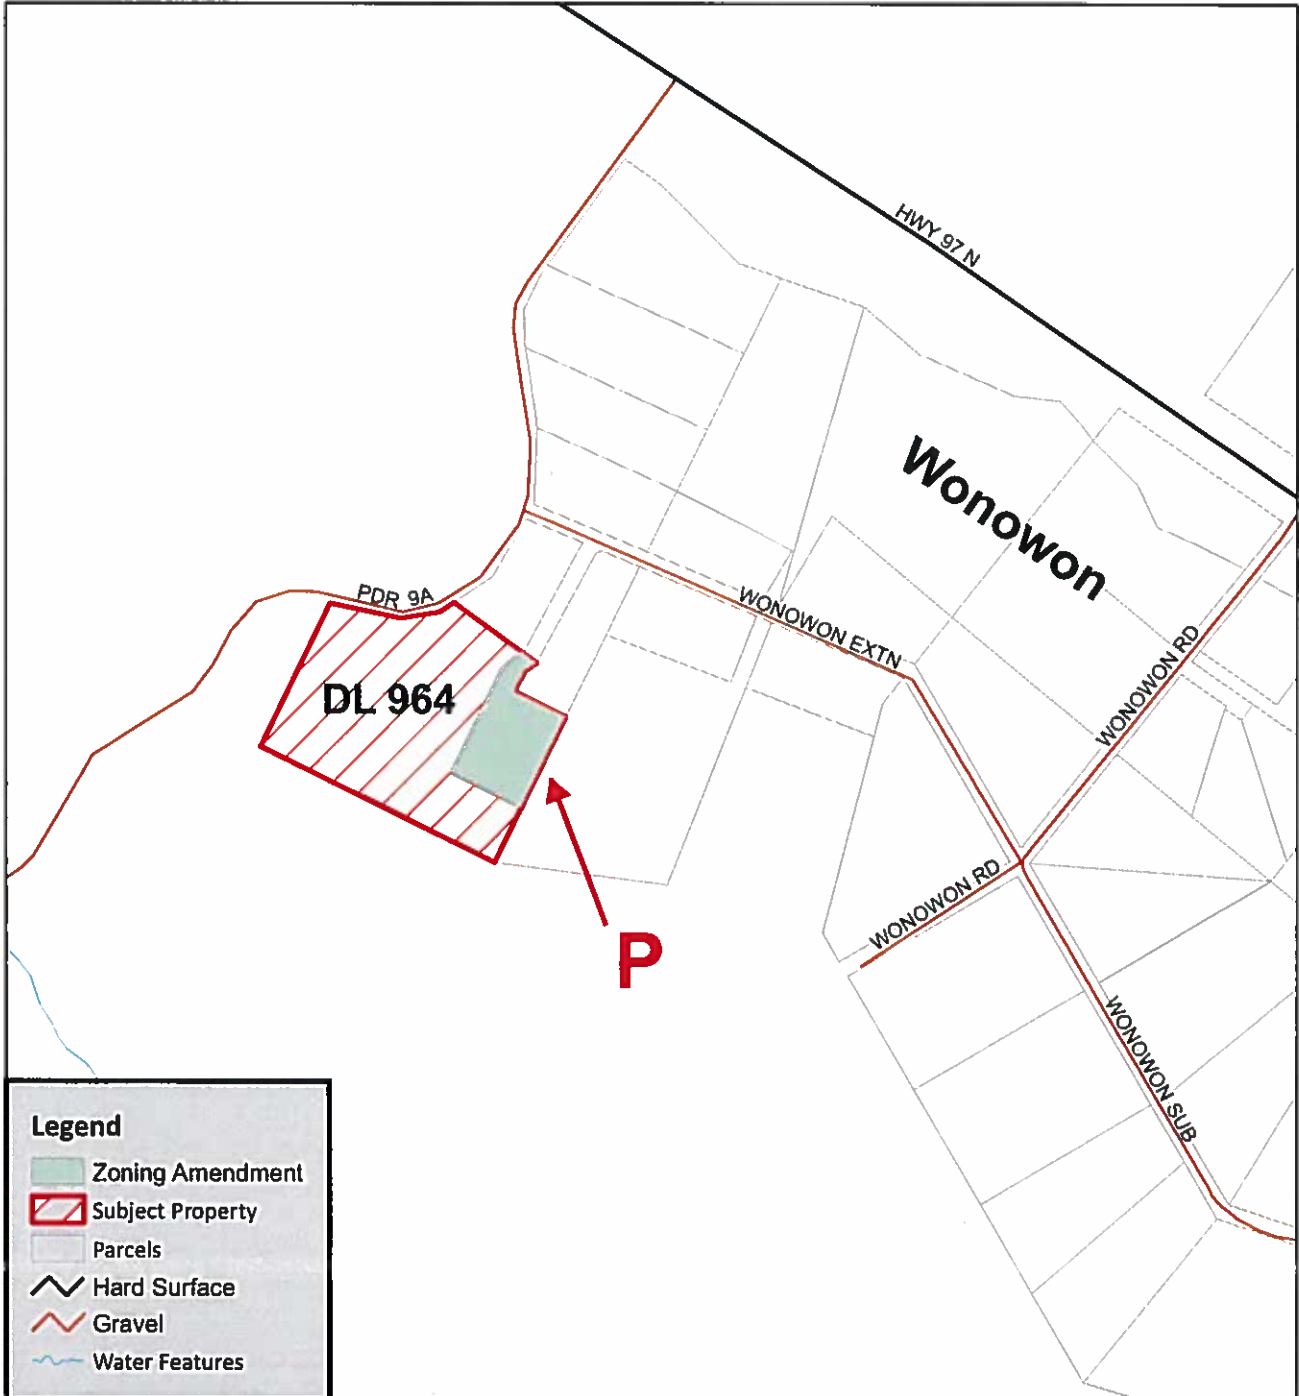 HWY 97 N
Wonowon
PDR 9A
WONOWON EXTN
WONOWON RD
DL 964
WONOWON RD
P
WONOWON SUB
Legend
Zoning Amendment
Subject Property
Parcels
Hard Surface
Gravel
Water Features